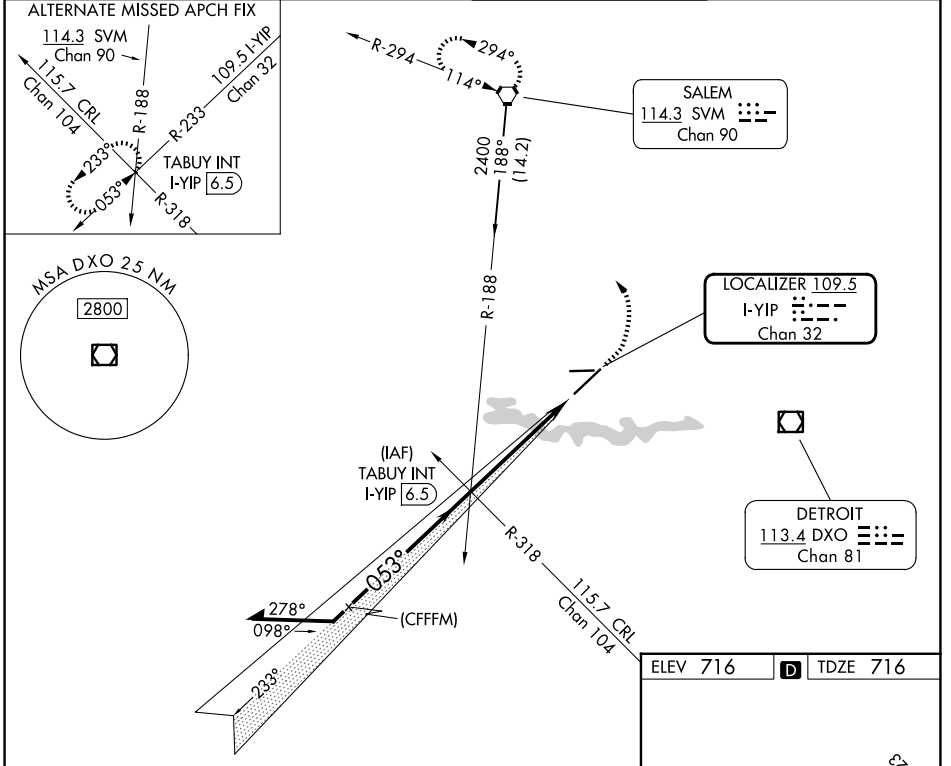 ALTERNATE MISSED APCH FIX
114.3 SVM
Chan 90
115.7 CRL
Chan 104
R-188
109.5 I-YIP
Chan 32
R-233
233°
053°
TABUY INT
I-YIP 6.5
R-318
R-294
294°
114°
SALEM
114.3 SVM
Chan 90
2400
188°
(14.2)
R-188
MSA DXO 25 NM
2800
LOCALIZER 109.5
I-YIP
Chan 32
(IAF)
TABUY INT
I-YIP 6.5
DETROIT
113.4 DXO
Chan 81
R-318
115.7 CRL
Chan 104
053°
(CFFFM)
278°
098°
233°
ELEV 716
D
TDZE 716
23